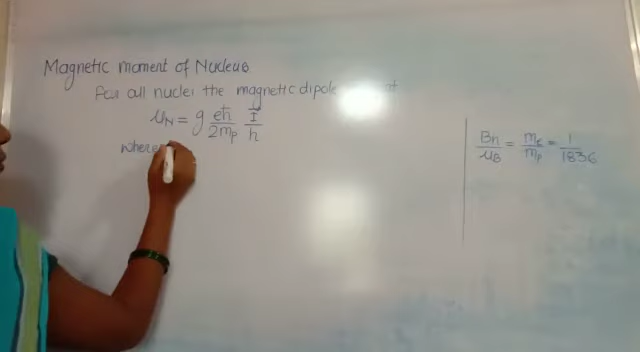 Magnetic moment of Nucleus
For all nuclei the magnetic dipole
μN = g eħ/2mp I⃗/ħ
where
Bn/μB = me/mp = 1/1836